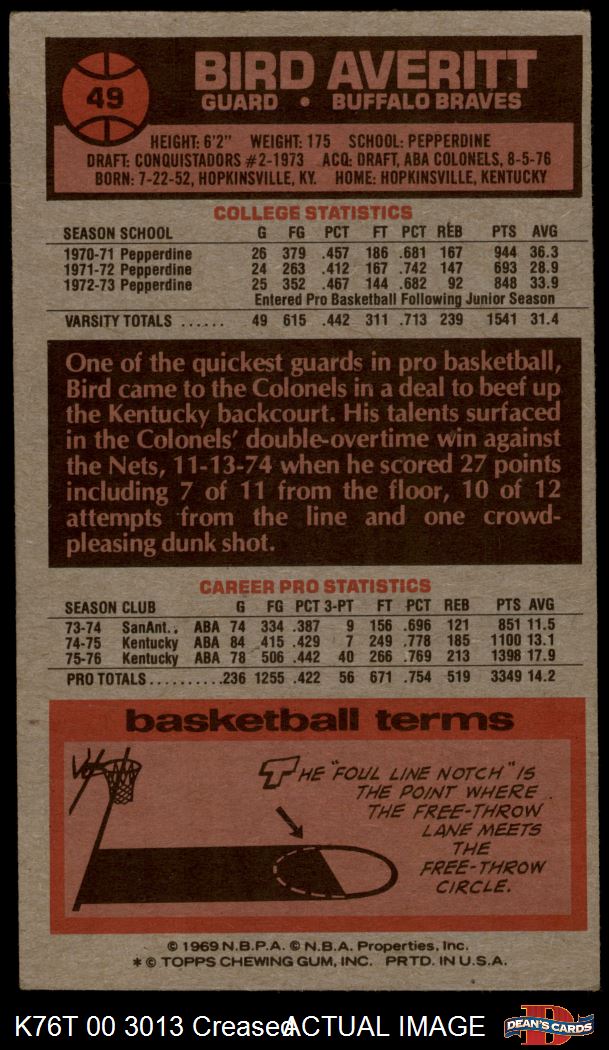 49
BIRD AVERITT
GUARD • BUFFALO BRAVES
HEIGHT: 6'2" WEIGHT: 175 SCHOOL: PEPPERDINE
DRAFT: CONQUISTADORS #2-1973 ACQ: DRAFT, ABA COLONELS, 8-5-76
BORN: 7-22-52, HOPKINSVILLE, KY. HOME: HOPKINSVILLE, KENTUCKY
COLLEGE STATISTICS
SEASON SCHOOL G FG PCT FT PCT REB PTS AVG
1970-71 Pepperdine 26 379 .457 186 .681 167 944 36.3
1971-72 Pepperdine 24 263 .412 167 .742 147 693 28.9
1972-73 Pepperdine 25 352 .467 144 .682 92 848 33.9
Entered Pro Basketball Following Junior Season
VARSITY TOTALS ...... 49 615 .442 311 .713 239 1541 31.4
One of the quickest guards in pro basketball,
Bird came to the Colonels in a deal to beef up
the Kentucky backcourt. His talents surfaced
in the Colonels' double-overtime win against
the Nets, 11-13-74 when he scored 27 points
including 7 of 11 from the floor, 10 of 12
attempts from the line and one crowd-
pleasing dunk shot.
CAREER PRO STATISTICS
SEASON CLUB G FG PCT 3-PT FT PCT REB PTS AVG
73-74 SanAnt.. ABA 74 334 .387 9 156 .696 121 851 11.5
74-75 Kentucky ABA 84 415 .429 7 249 .778 185 1100 13.1
75-76 Kentucky ABA 78 506 .442 40 266 .769 213 1398 17.9
PRO TOTALS.......... 236 1255 .422 56 671 .754 519 3349 14.2
basketball terms
THE "FOUL LINE NOTCH" IS
THE POINT WHERE
THE FREE-THROW
LANE MEETS
THE
FREE-THROW
CIRCLE.
© 1969 N.B.P.A. © N.B.A. Properties, Inc.
* © TOPPS CHEWING GUM, INC. PRTD. IN U.S.A.
K76T 00 3013 Creased ACTUAL IMAGE
DEAN'S CARDS